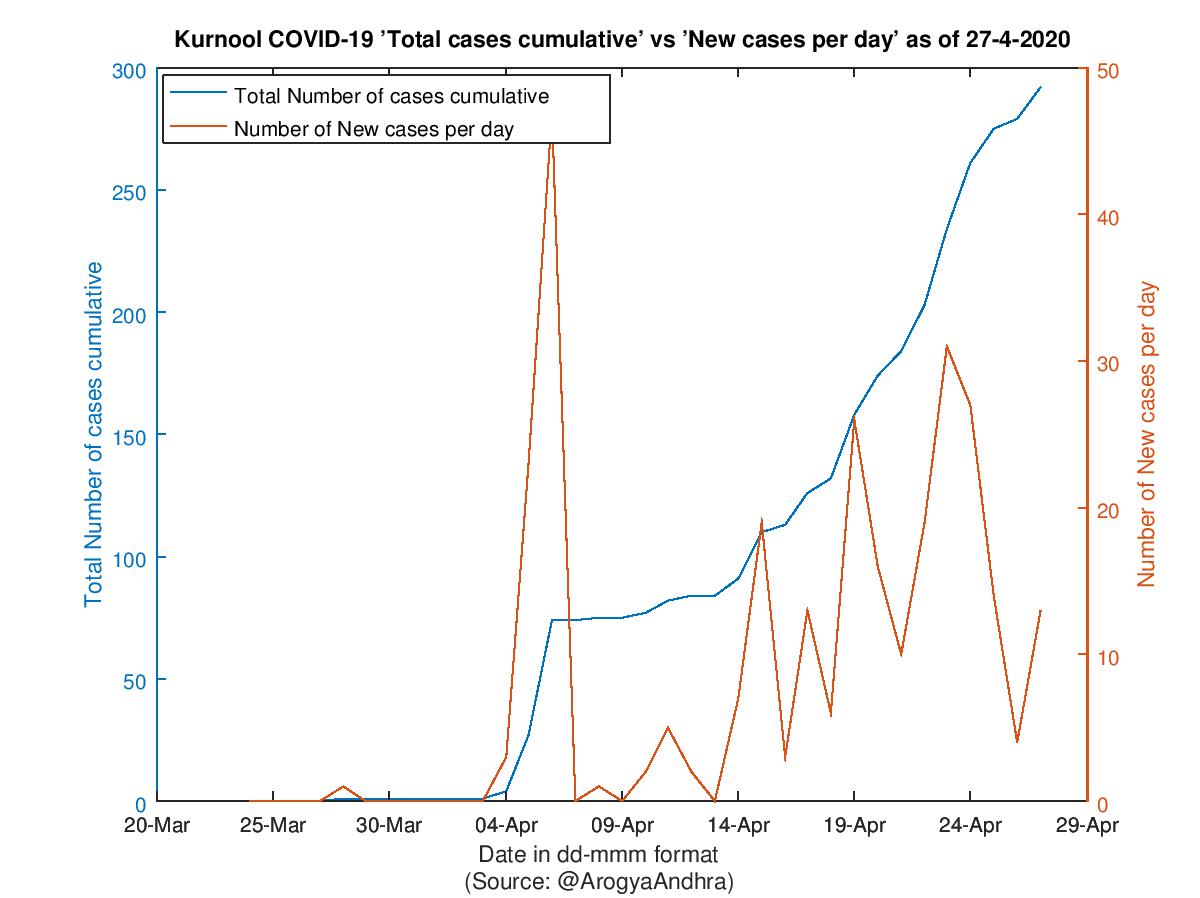 Kurnool COVID-19 ’Total cases cumulative’ vs ’New cases per day’ as of 27-4-2020
Total Number of cases cumulative
Number of New cases per day
300
250
200
150
100
50
0
Total Number of cases cumulative
50
40
30
20
10
0
Number of New cases per day
20-Mar 25-Mar 30-Mar 04-Apr 09-Apr 14-Apr 19-Apr 24-Apr 29-Apr
Date in dd-mmm format
(Source: @ArogyaAndhra)